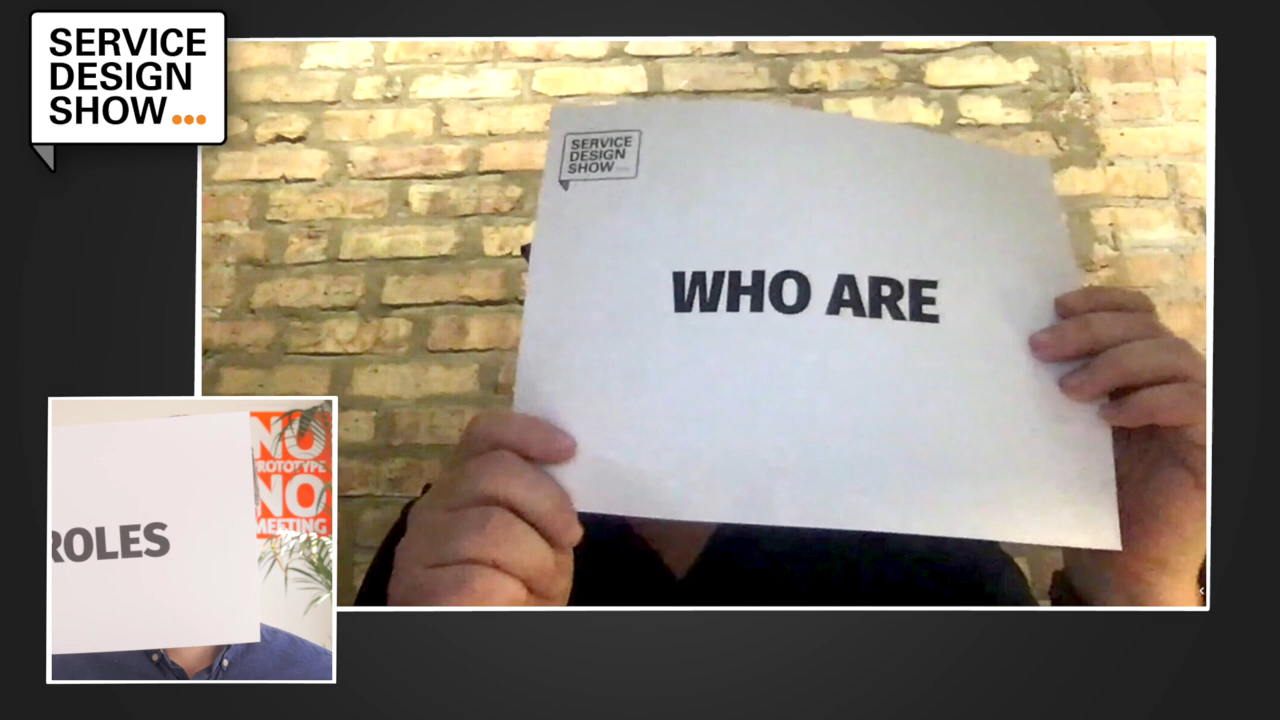 SERVICE
DESIGN
SHOW...
SERVICE
DESIGN
SHOW...
WHO ARE
ROLES
NO
PROTOTYPE
NO
MEETING